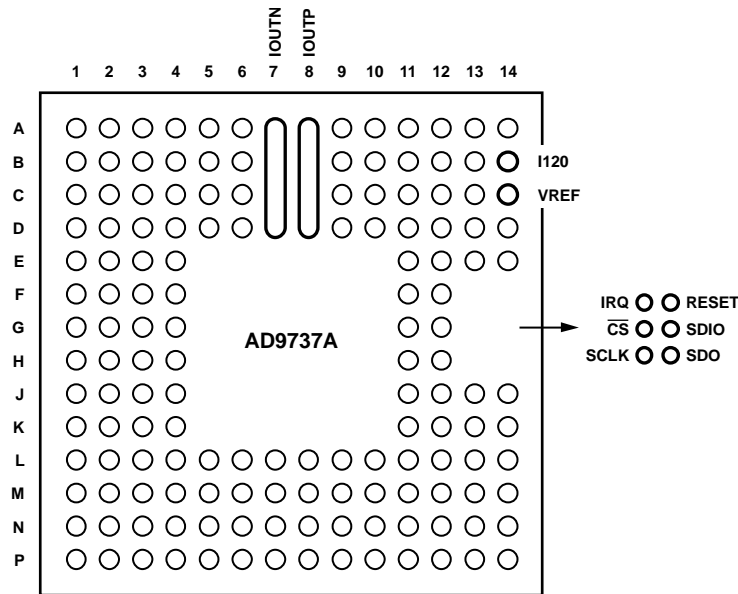 IOUTN
IOUTP
1 2 3 4 5 6 7 8 9 10 11 12 13 14
A
B I120
C VREF
D
E
F IRQ RESET
G AD9737A CS SDIO
H SCLK SDO
J
K
L
M
N
P